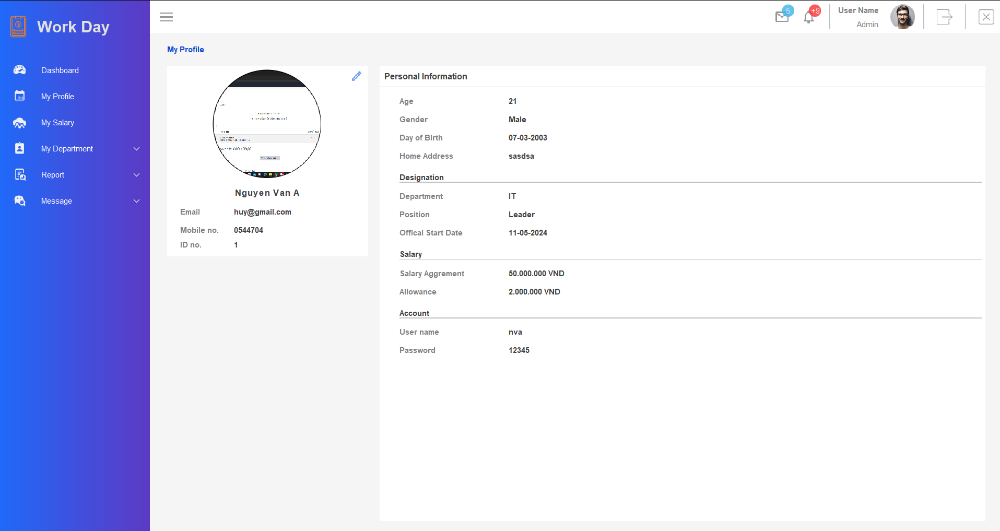 Work Day
Dashboard
My Profile
My Salary
My Department
Report
Message
5
+9
User Name
Admin
My Profile
Nguyen Van A
Email huy@gmail.com
Mobile no. 0544704
ID no. 1
Personal Information
Age 21
Gender Male
Day of Birth 07-03-2003
Home Address sasdsa
Designation
Department IT
Position Leader
Offical Start Date 11-05-2024
Salary
Salary Aggrement 50.000.000 VND
Allowance 2.000.000 VND
Account
User name nva
Password 12345